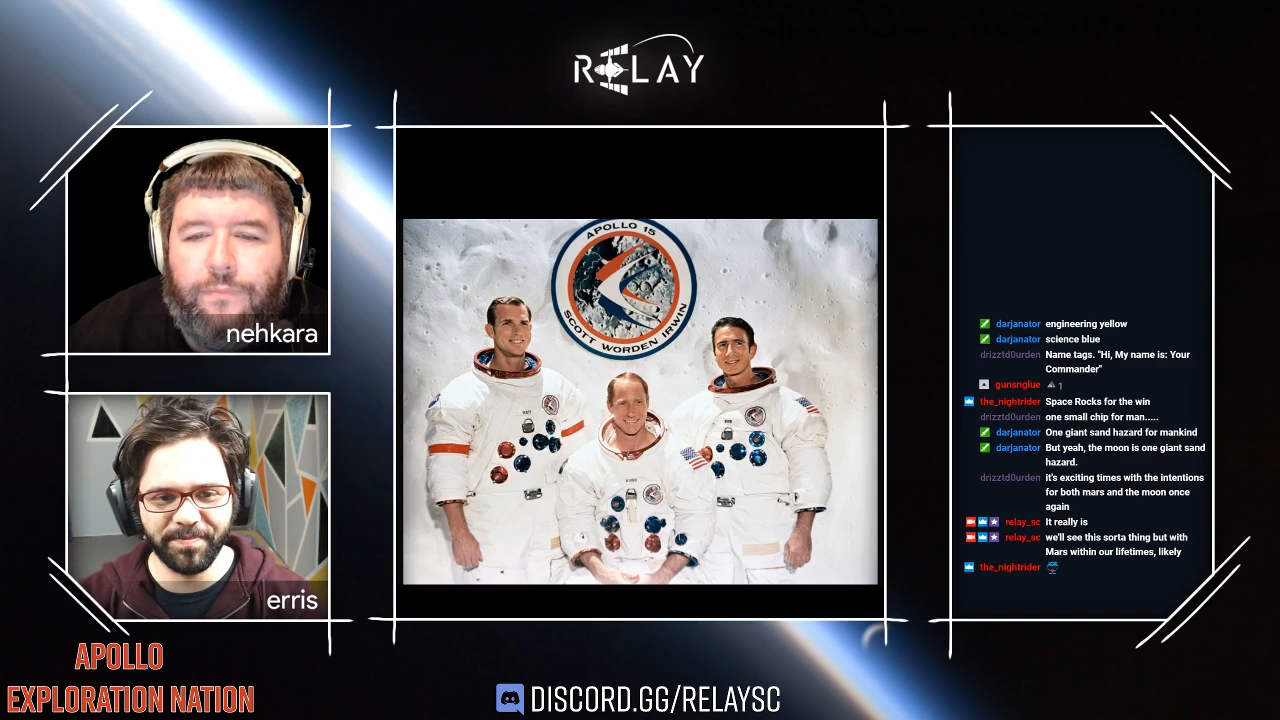 RELAY
nehkara
erris
APOLLO
EXPLORATION NATION
APOLLO 15
SCOTT WORDEN IRWIN
darjanator engineering yellow
darjanator science blue
drizztd0urden Name tags. "Hi, My name is: Your
Commander"
gunsnglue 1
the_nightrider Space Rocks for the win
drizztd0urden one small chip for man.....
darjanator One giant sand hazard for mankind
darjanator But yeah, the moon is one giant sand
hazard.
drizztd0urden it's exciting times with the intentions
for both mars and the moon once
again
relay_sc It really is
relay_sc we'll see this sorta thing but with
Mars within our lifetimes, likely
the_nightrider
DISCORD.GG/RELAYSC